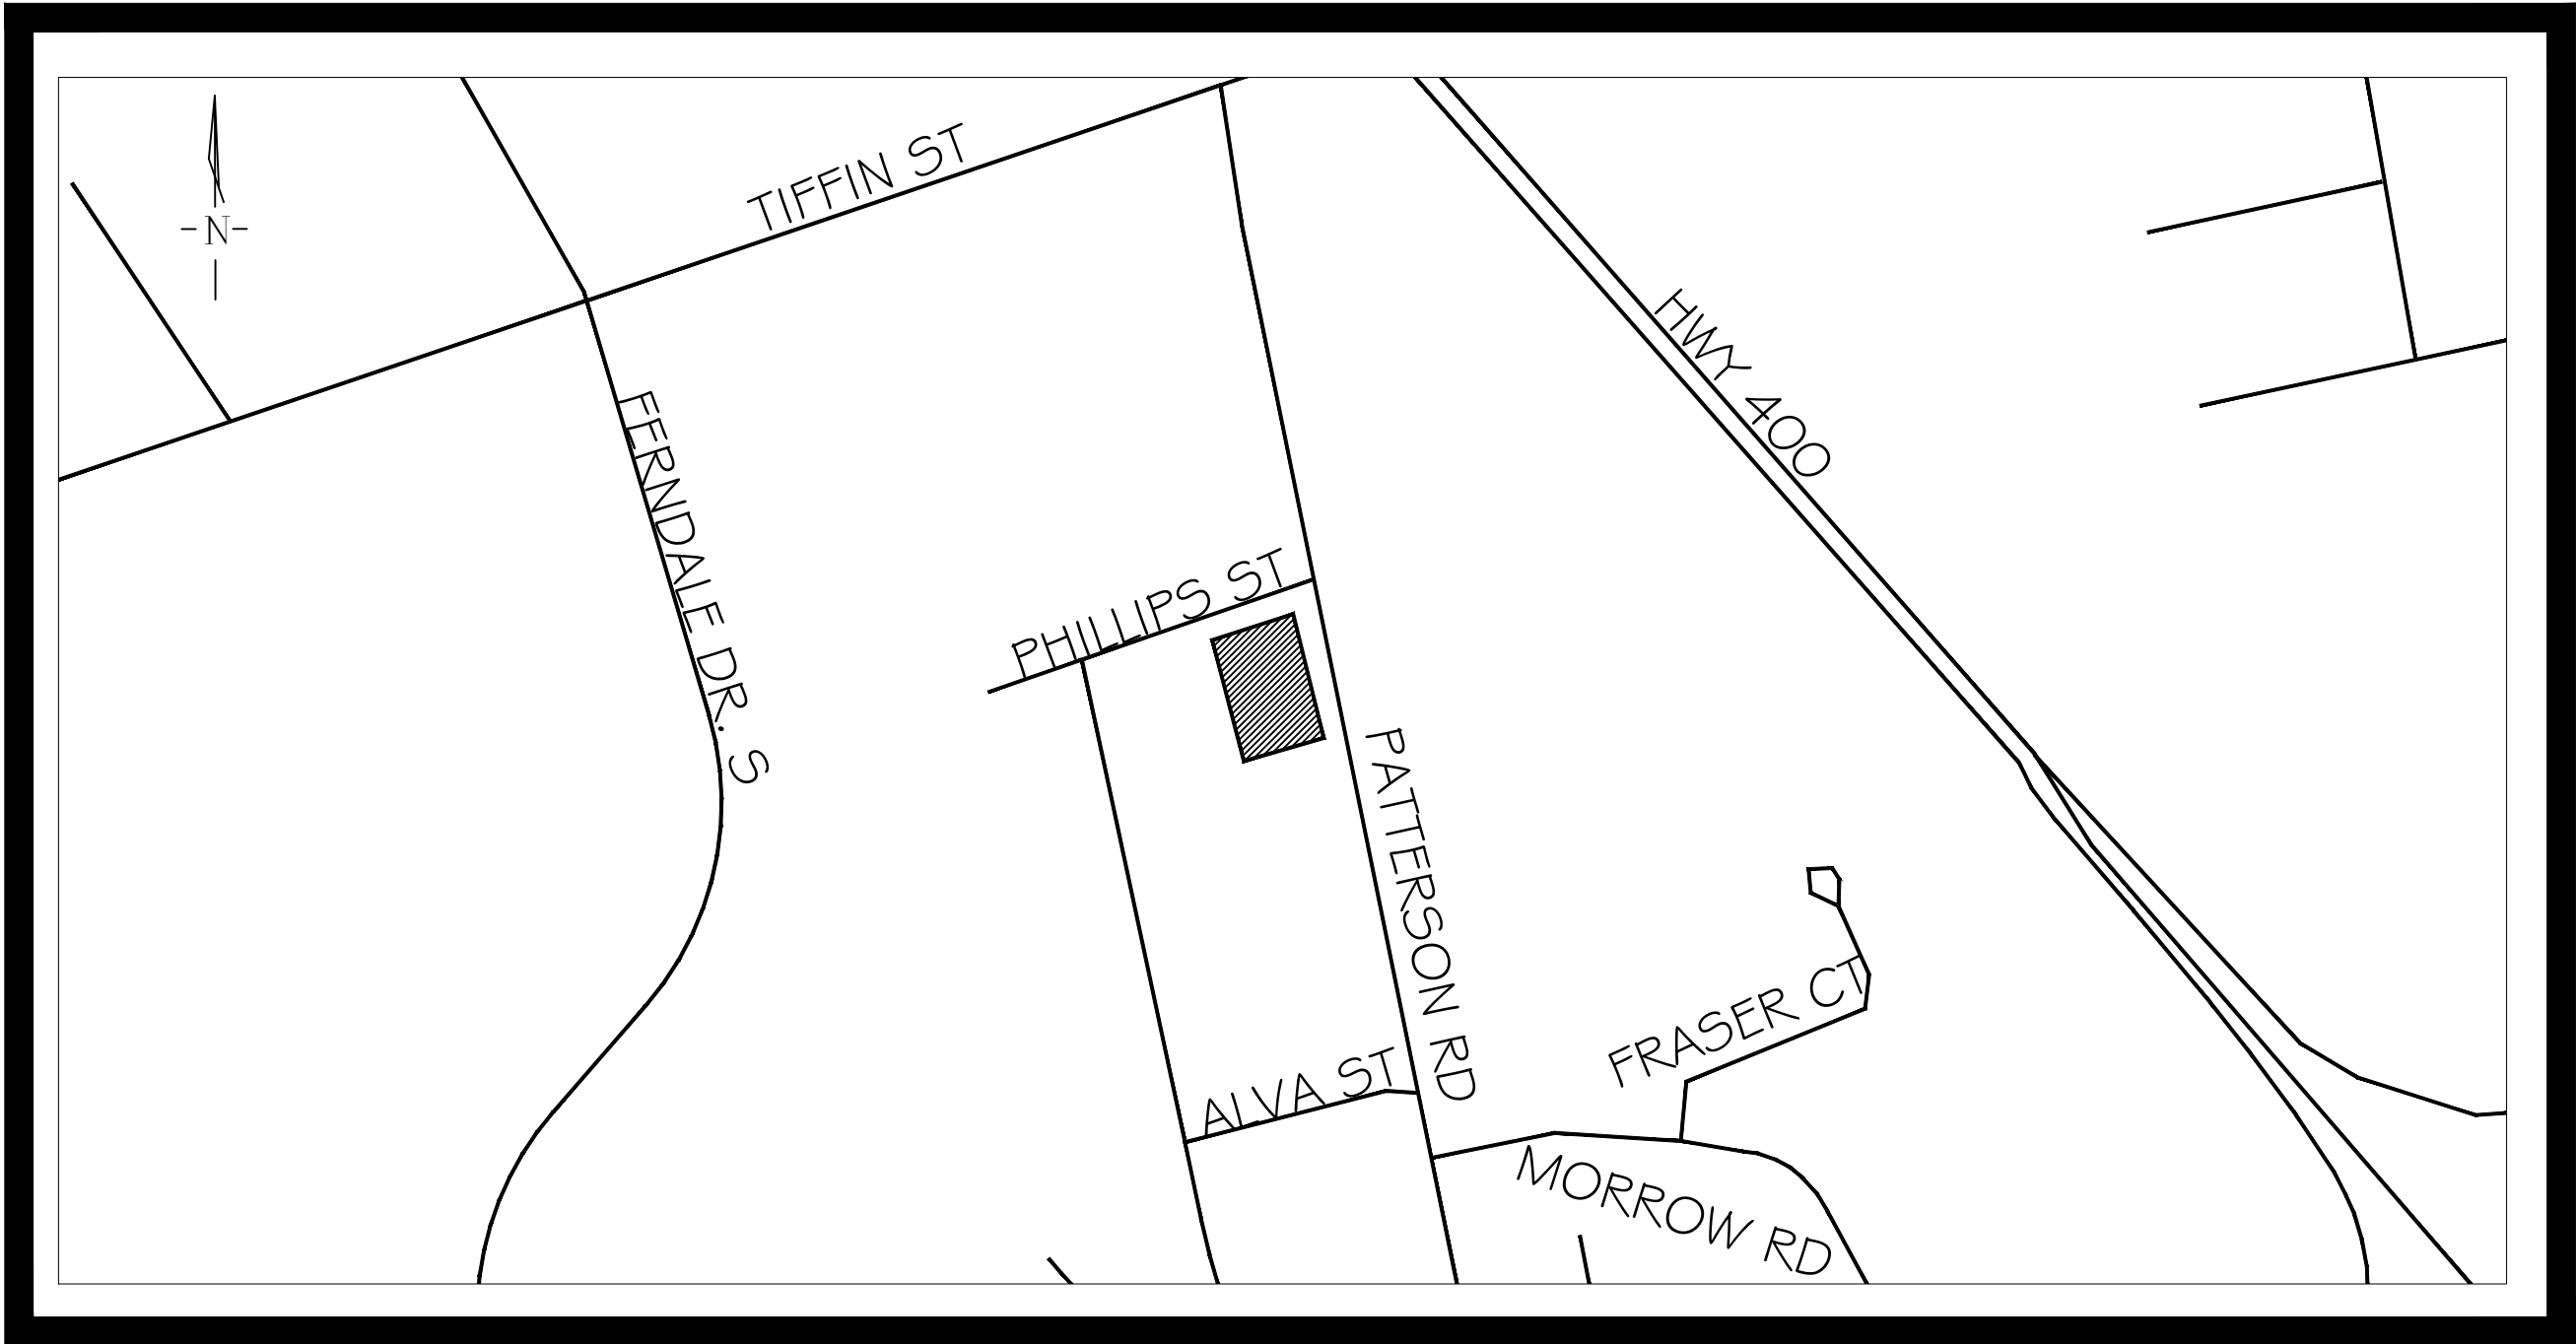 TIFFIN ST
-N-
HWY 400
FERNDALE DR. S
PHILLIPS ST
PATTERSON RD
FRASER CT
ALVA ST
MORROW RD